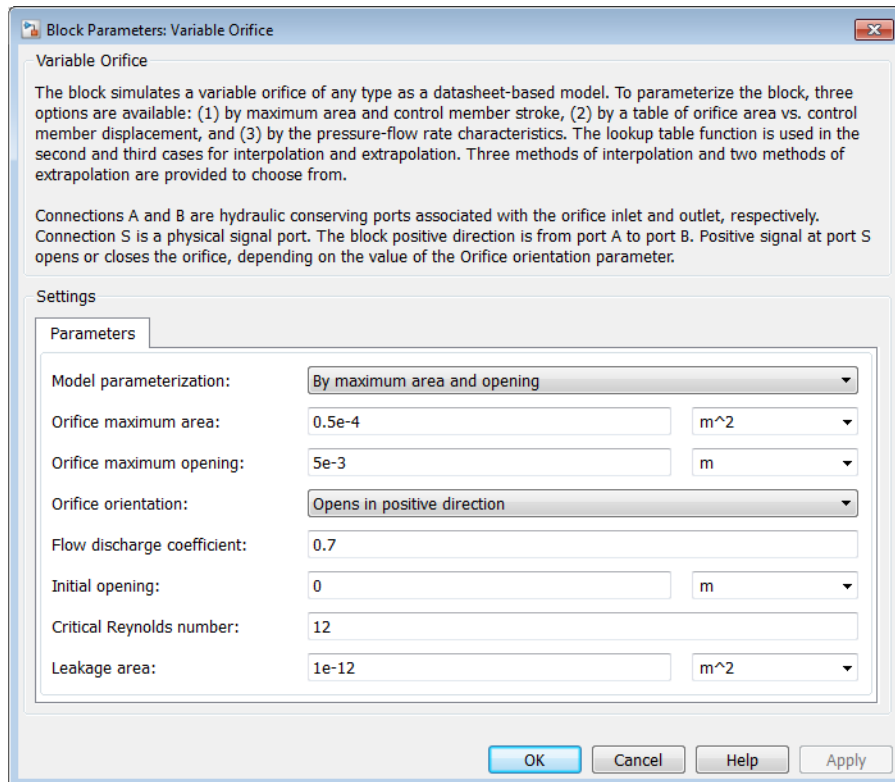 Block Parameters: Variable Orifice
Variable Orifice
The block simulates a variable orifice of any type as a datasheet-based model. To parameterize the block, three
options are available: (1) by maximum area and control member stroke, (2) by a table of orifice area vs. control
member displacement, and (3) by the pressure-flow rate characteristics. The lookup table function is used in the
second and third cases for interpolation and extrapolation. Three methods of interpolation and two methods of
extrapolation are provided to choose from.
Connections A and B are hydraulic conserving ports associated with the orifice inlet and outlet, respectively.
Connection S is a physical signal port. The block positive direction is from port A to port B. Positive signal at port S
opens or closes the orifice, depending on the value of the Orifice orientation parameter.
Settings
Parameters
Model parameterization: By maximum area and opening
Orifice maximum area: 0.5e-4 m^2
Orifice maximum opening: 5e-3 m
Orifice orientation: Opens in positive direction
Flow discharge coefficient: 0.7
Initial opening: 0 m
Critical Reynolds number: 12
Leakage area: 1e-12 m^2
OK Cancel Help Apply